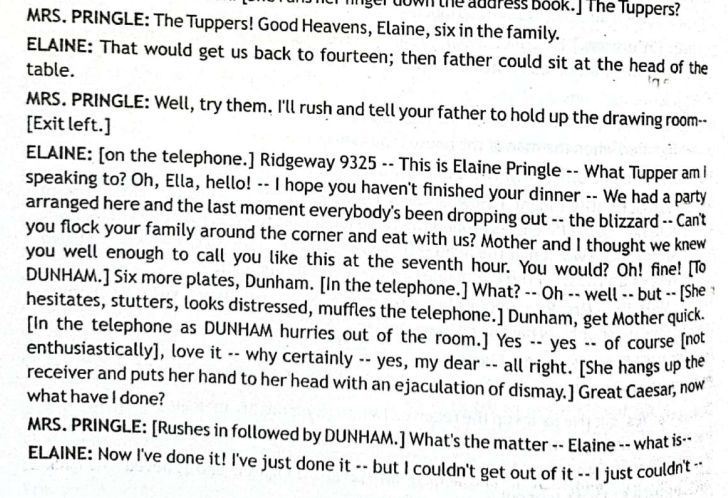 [She runs her finger down the address book.] The Tuppers?
MRS. PRINGLE: The Tuppers! Good Heavens, Elaine, six in the family.
ELAINE: That would get us back to fourteen; then father could sit at the head of the
table.
MRS. PRINGLE: Well, try them. I'll rush and tell your father to hold up the drawing room--
[Exit left.]
ELAINE: [on the telephone.] Ridgeway 9325 -- This is Elaine Pringle -- What Tupper am I
speaking to? Oh, Ella, hello! -- I hope you haven't finished your dinner -- We had a party
arranged here and the last moment everybody's been dropping out -- the blizzard -- Can't
you flock your family around the corner and eat with us? Mother and I thought we knew
you well enough to call you like this at the seventh hour. You would? Oh! fine! [To
DUNHAM.] Six more plates, Dunham. [In the telephone.] What? -- Oh -- well -- but -- [She
hesitates, stutters, looks distressed, muffles the telephone.] Dunham, get Mother quick.
[In the telephone as DUNHAM hurries out of the room.] Yes -- yes -- of course [not
enthusiastically], love it -- why certainly -- yes, my dear -- all right. [She hangs up the
receiver and puts her hand to her head with an ejaculation of dismay.] Great Caesar, now
what have I done?
MRS. PRINGLE: [Rushes in followed by DUNHAM.] What's the matter -- Elaine -- what is--
ELAINE: Now I've done it! I've just done it -- but I couldn't get out of it -- I just couldn't --